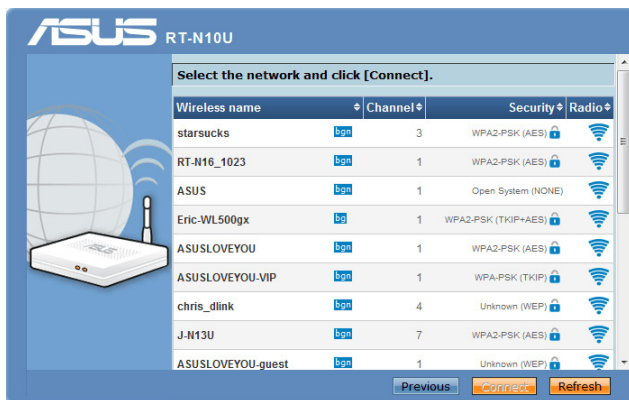 ASUS RT-N10U
Select the network and click [Connect].
Wireless name Channel Security Radio
starsucks bgn 3 WPA2-PSK (AES)
RT-N16_1023 bgn 1 WPA2-PSK (AES)
ASUS bgn 1 Open System (NONE)
Eric-WL500gx bg 1 WPA2-PSK (TKIP+AES)
ASUSLOVEYOU bgn 1 WPA2-PSK (AES)
ASUSLOVEYOU-VIP bgn 1 WPA-PSK (TKIP)
chris_dlink bgn 4 Unknown (WEP)
J-N13U bgn 7 WPA2-PSK (AES)
ASUSLOVEYOU-guest bgn 1 Unknown (WEP)
Previous Connect Refresh